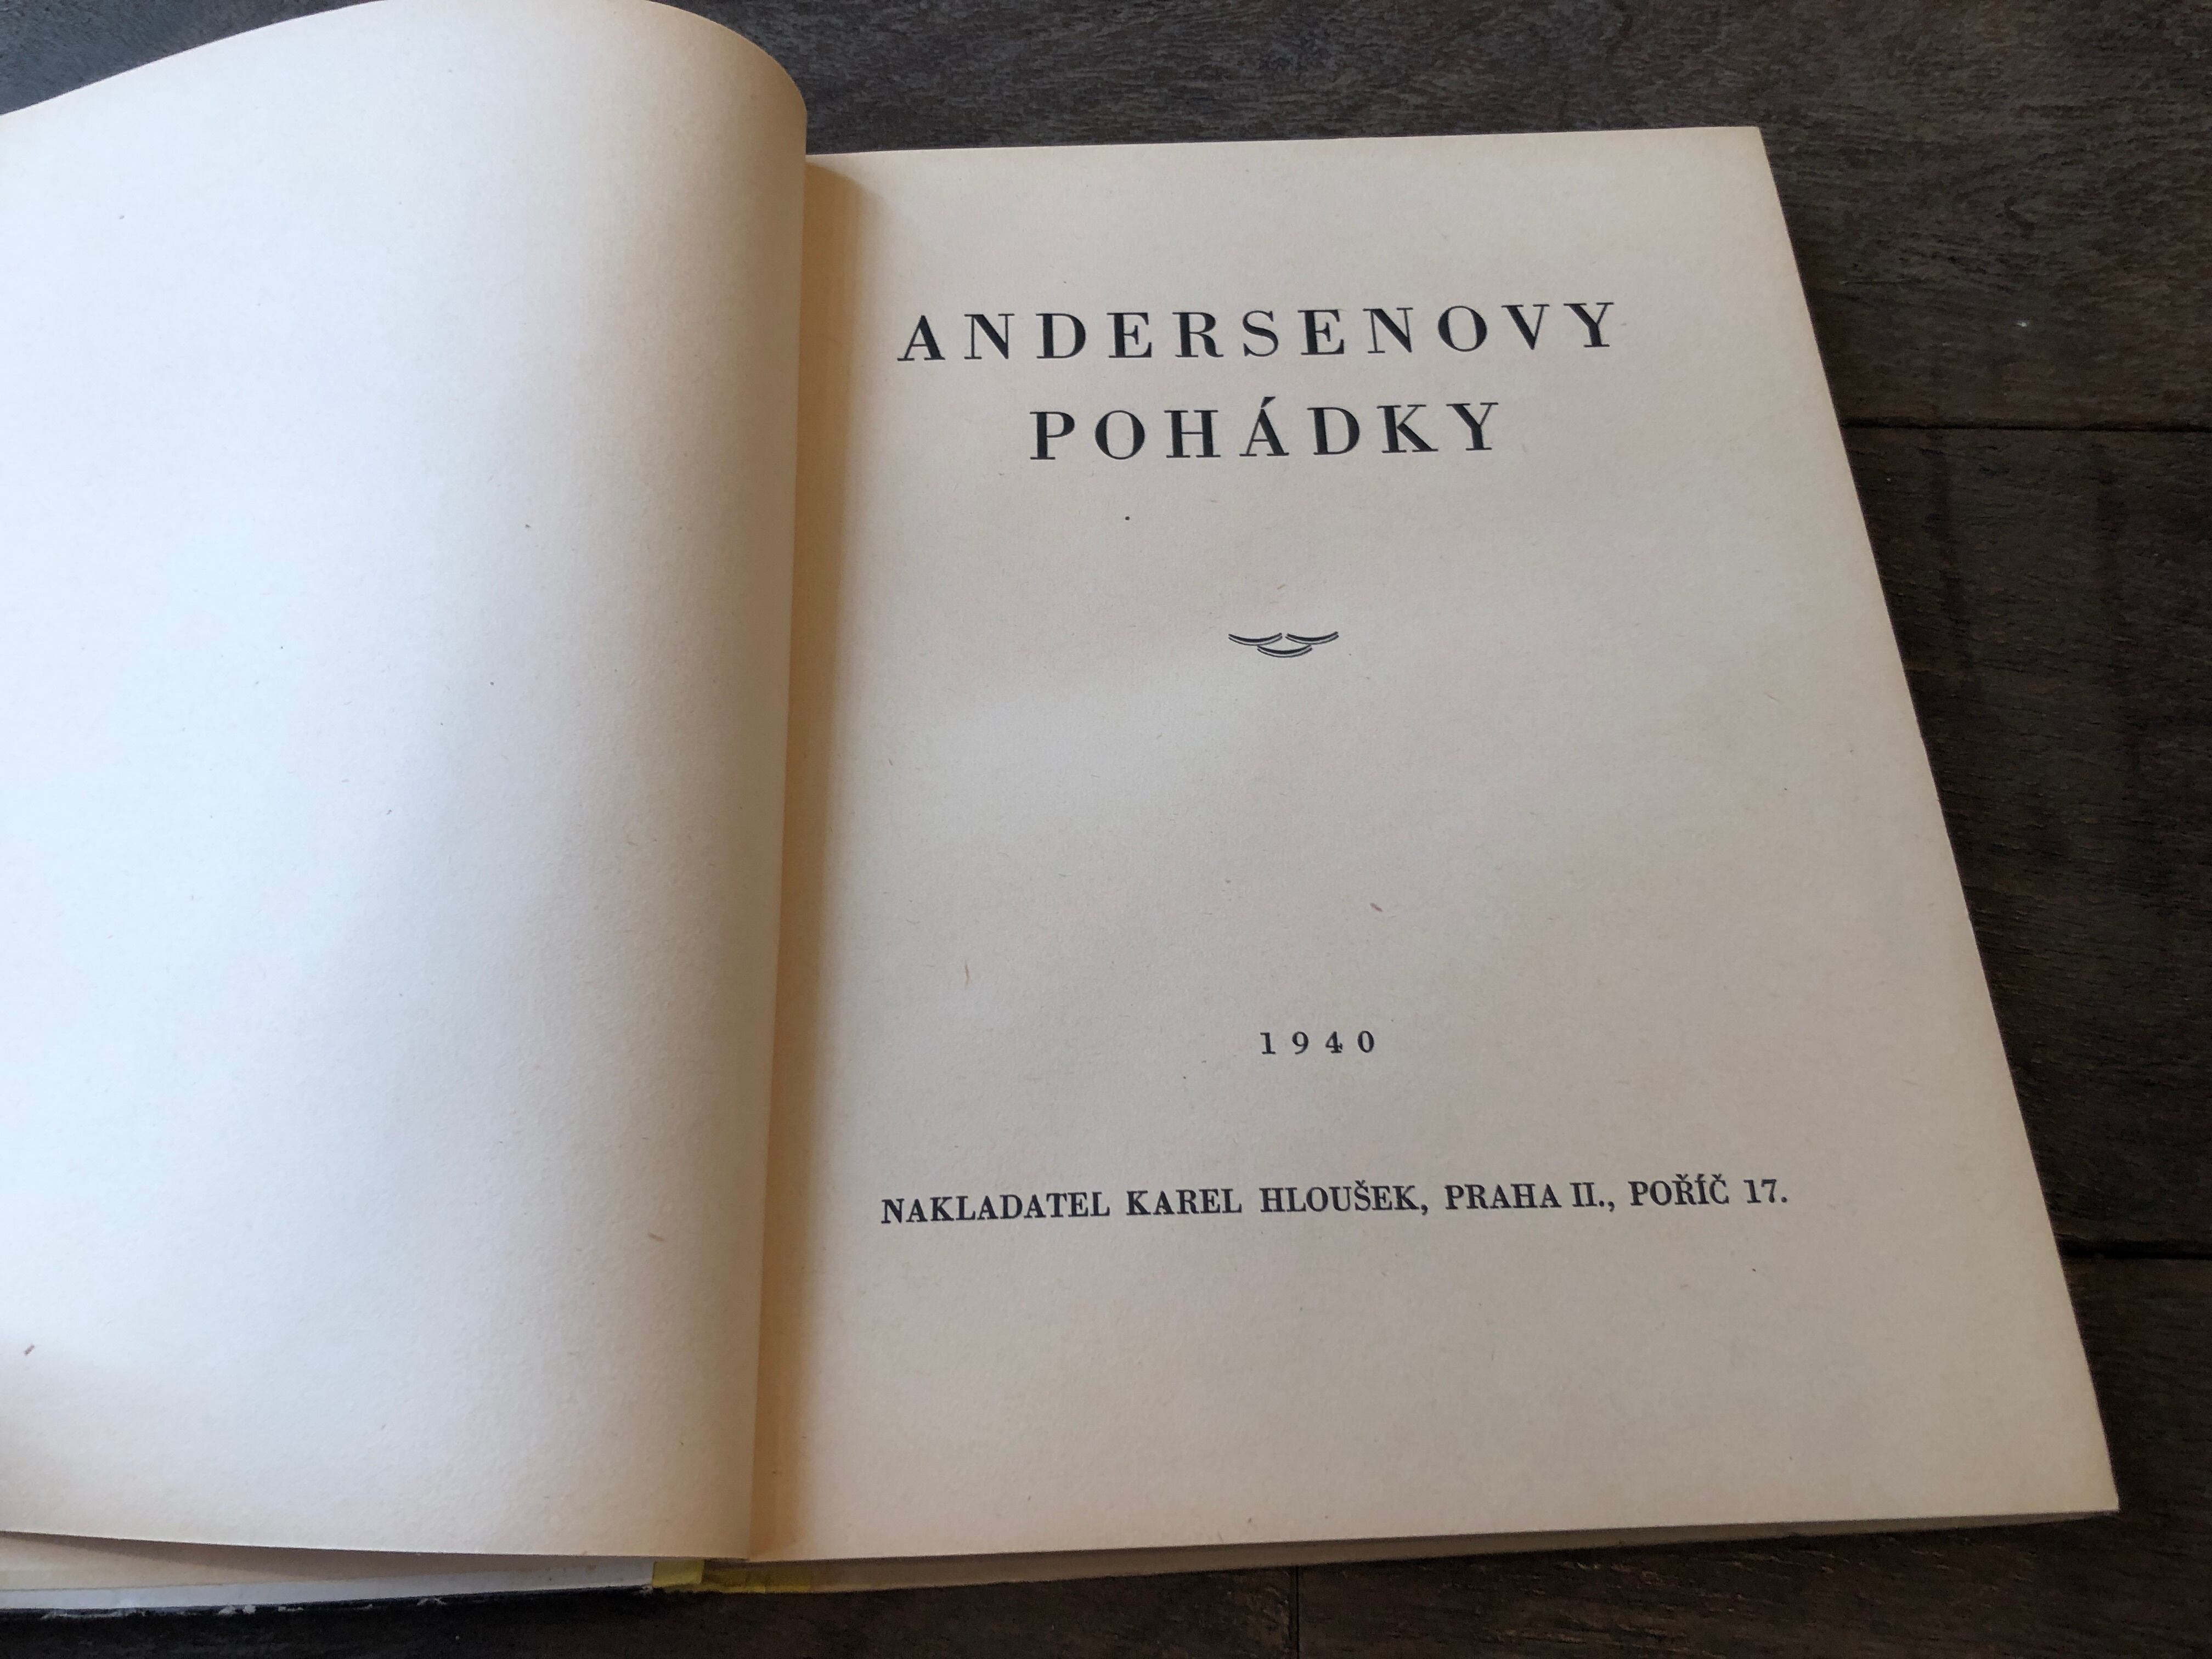 ANDERSENOVY
POHÁDKY
1940
NAKLADATEL KAREL HLOUŠEK, PRAHA II., POŘÍČ 17.